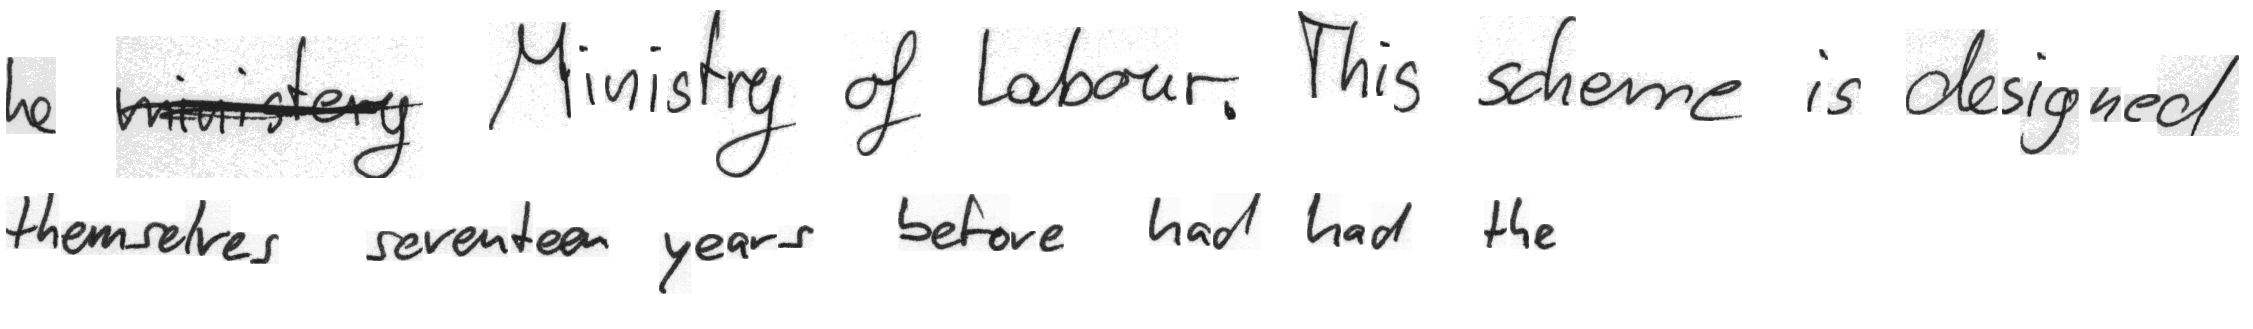 he ministery Ministry of Labour. This scheme is designed
themselves seventeen years before had had the